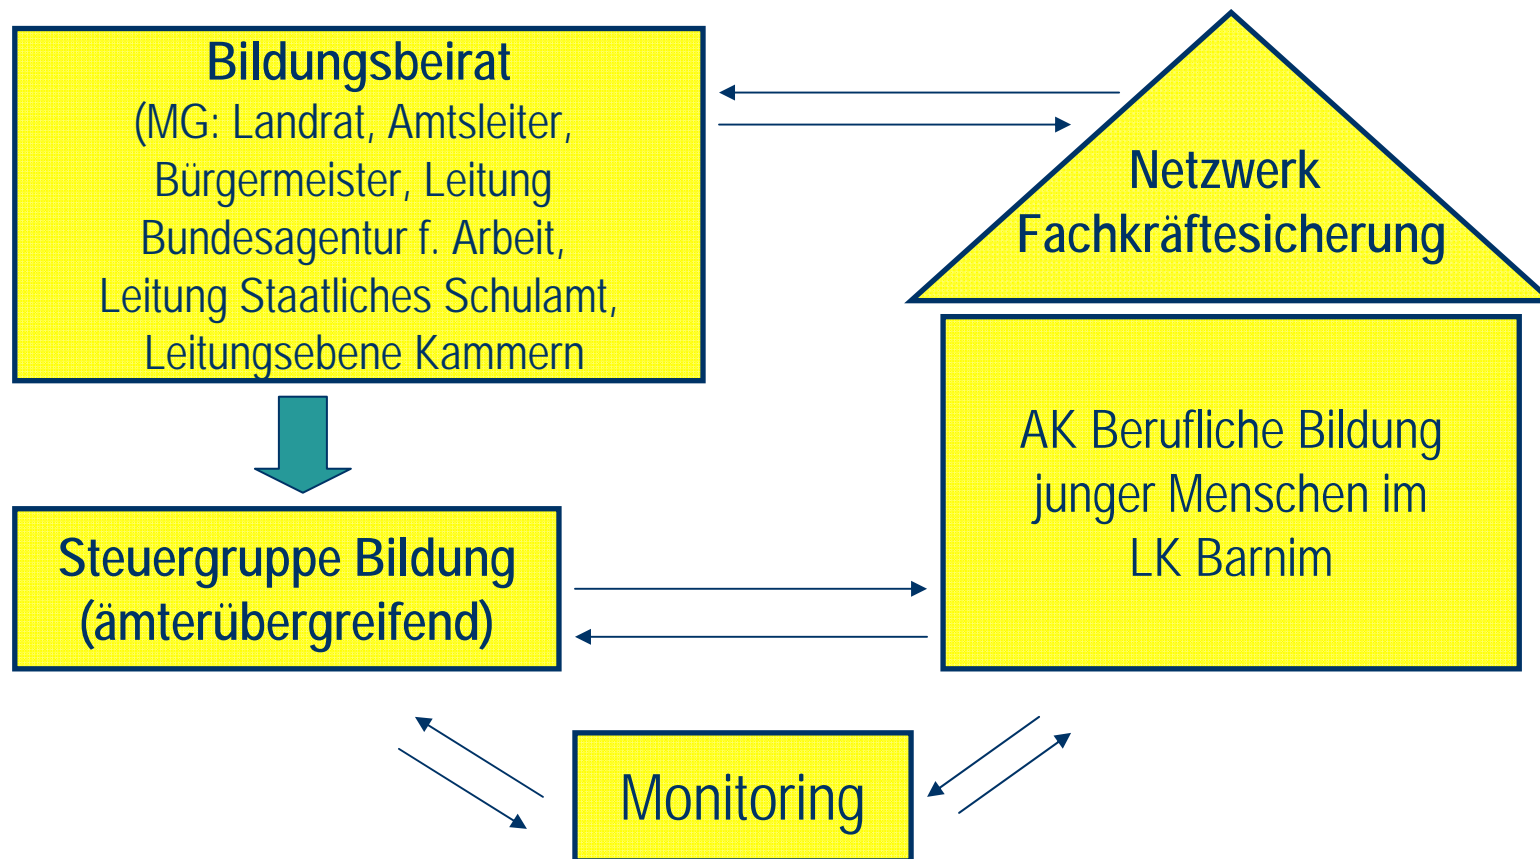 Bildungsbeirat
(MG: Landrat, Amtsleiter,
Bürgermeister, Leitung
Bundesagentur f. Arbeit,
Leitung Staatliches Schulamt,
Leitungsebene Kammern
Netzwerk
Fachkräftesicherung
AK Berufliche Bildung
junger Menschen im
LK Barnim
Steuergruppe Bildung
(ämterübergreifend)
Monitoring